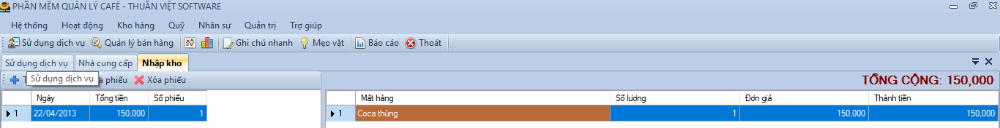 PHẦN MỀM QUẢN LÝ CAFÉ - THUẦN VIỆT SOFTWARE
Hệ thống Hoạt động Kho hàng Quỹ Nhân sự Quản trị Trợ giúp
Sử dụng dịch vụ Quản lý bán hàng Ghi chú nhanh Mẹo vặt Báo cáo Thoát
Sử dụng dịch vụ Nhà cung cấp Nhập kho
Sử dụng dịch vụ phiếu Xóa phiếu TỔNG CỘNG: 150,000
Ngày Tổng tiền Số phiếu Mặt hàng Số lượng Đơn giá Thành tiền
1 22/04/2013 150,000 1 1 Coca thùng 1 150,000 150,000